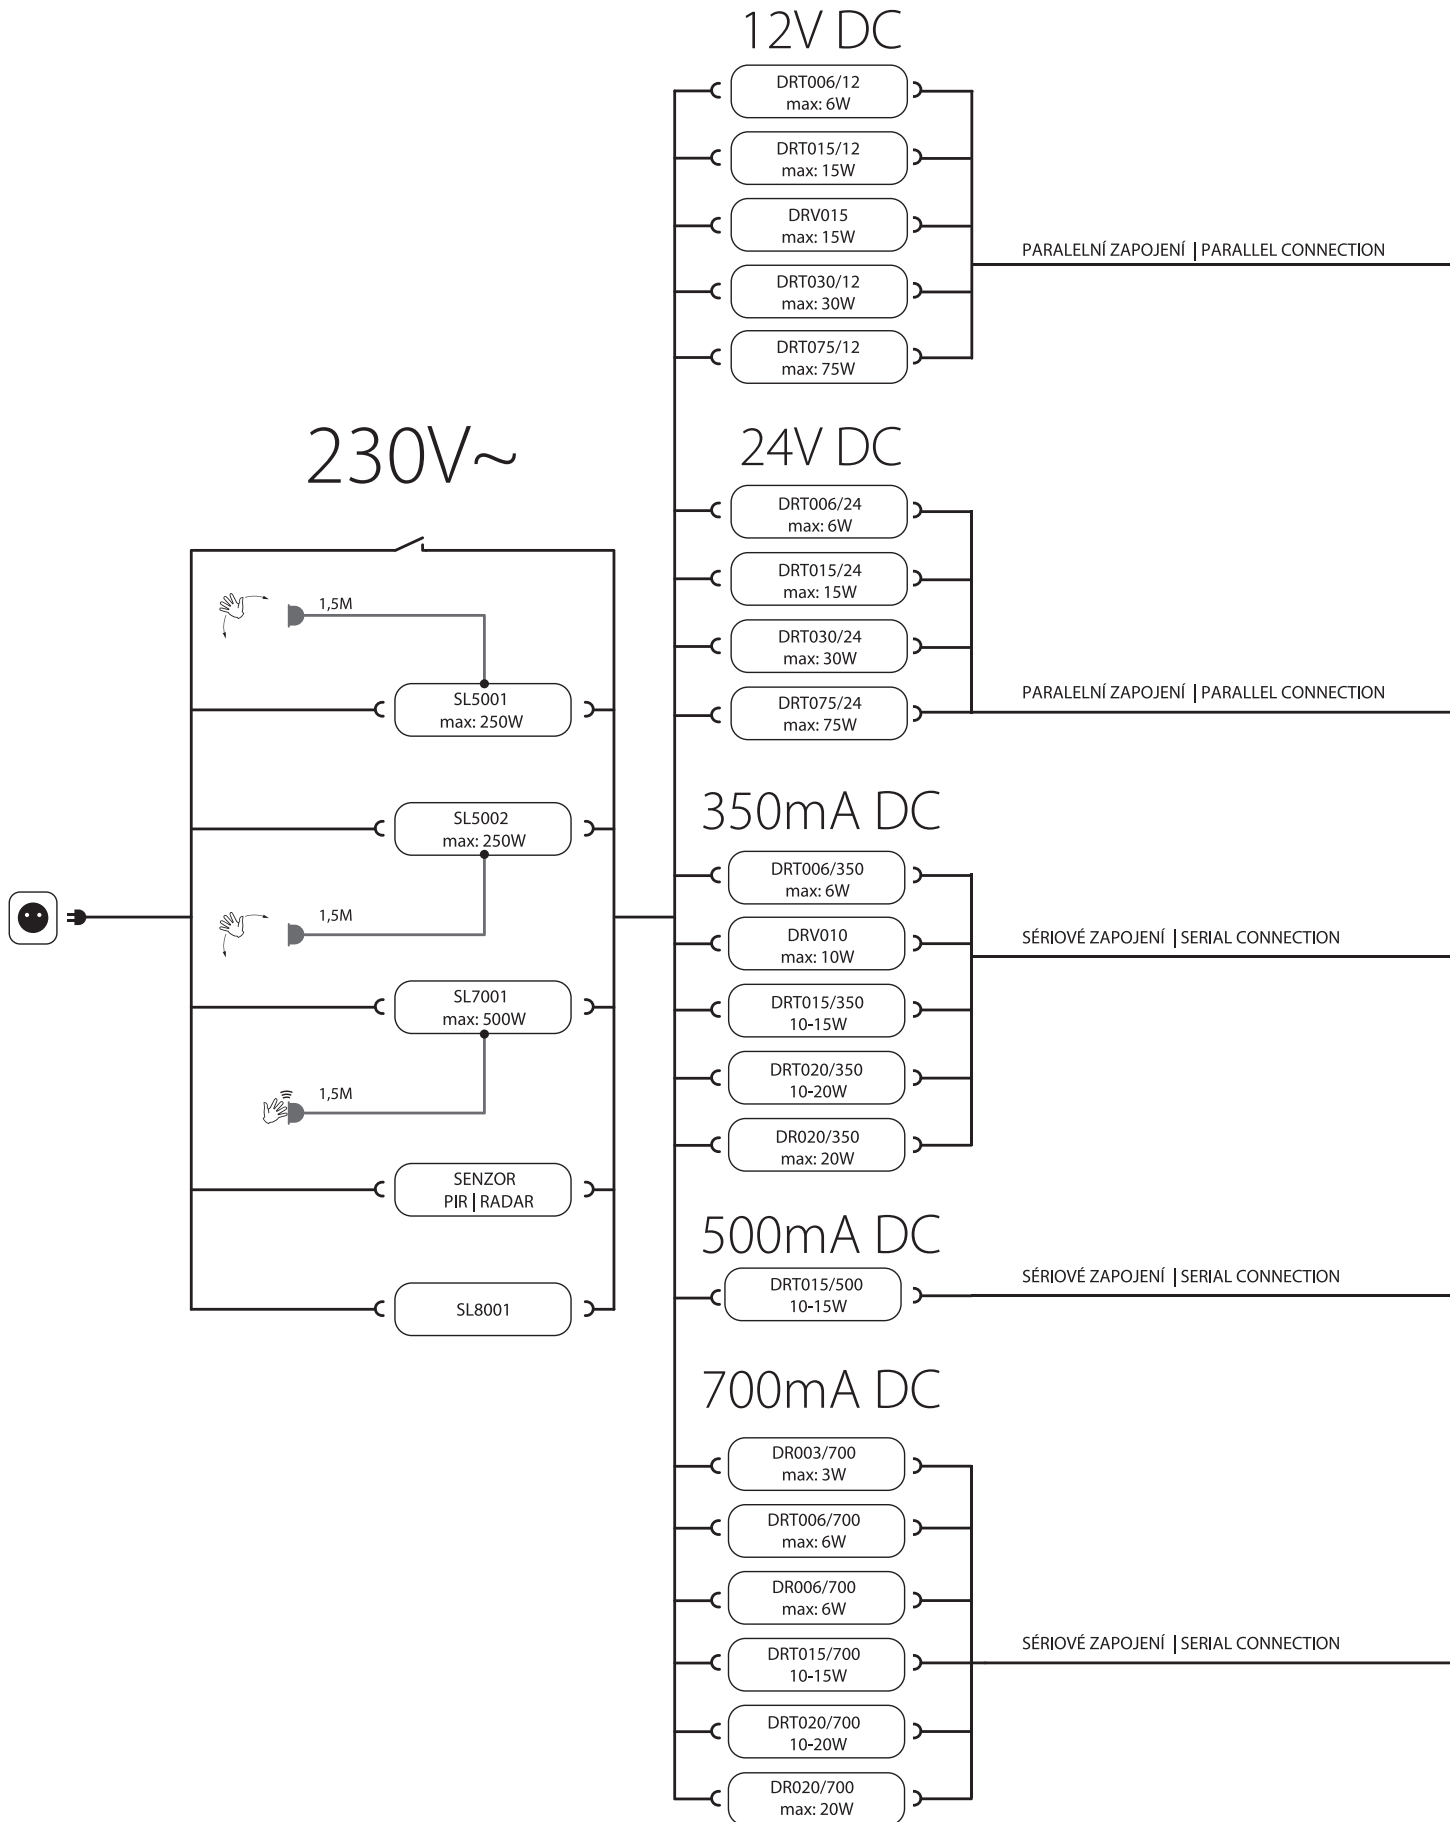 230V~
1,5M
SL5001
max: 250W
SL5002
max: 250W
1,5M
SL7001
max: 500W
1,5M
SENZOR
PIR | RADAR
SL8001
12V DC
DRT006/12
max: 6W
DRT015/12
max: 15W
DRV015
max: 15W
DRT030/12
max: 30W
DRT075/12
max: 75W
PARALELNÍ ZAPOJENÍ | PARALLEL CONNECTION
24V DC
DRT006/24
max: 6W
DRT015/24
max: 15W
DRT030/24
max: 30W
DRT075/24
max: 75W
PARALELNÍ ZAPOJENÍ | PARALLEL CONNECTION
350mA DC
DRT006/350
max: 6W
DRV010
max: 10W
DRT015/350
10-15W
DRT020/350
10-20W
DR020/350
max: 20W
SÉRIOVÉ ZAPOJENÍ | SERIAL CONNECTION
500mA DC
DRT015/500
10-15W
SÉRIOVÉ ZAPOJENÍ | SERIAL CONNECTION
700mA DC
DR003/700
max: 3W
DRT006/700
max: 6W
DR006/700
max: 6W
DRT015/700
10-15W
DRT020/700
10-20W
DR020/700
max: 20W
SÉRIOVÉ ZAPOJENÍ | SERIAL CONNECTION